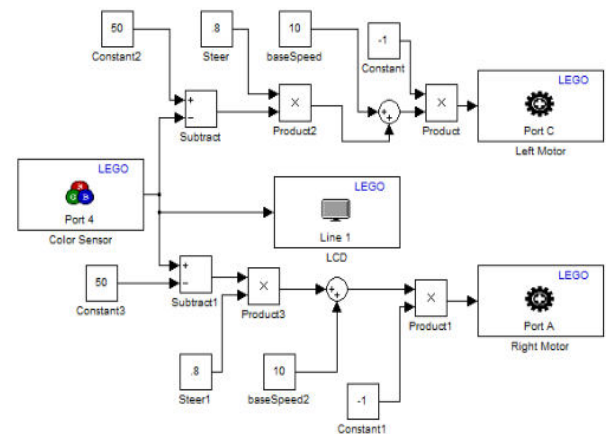 50
.8
10
-1
Constant2
Steer
baseSpeed
Constant
LEGO
+
−
×
+
+
×
Subtract
Product2
Product
Port C
Left Motor
LEGO
R
G
B
Port 4
Color Sensor
LEGO
Line 1
LCD
50
Constant3
+
−
Subtract1
×
Product3
+
+
×
Product1
LEGO
Port A
Right Motor
.8
Steer1
10
baseSpeed2
-1
Constant1